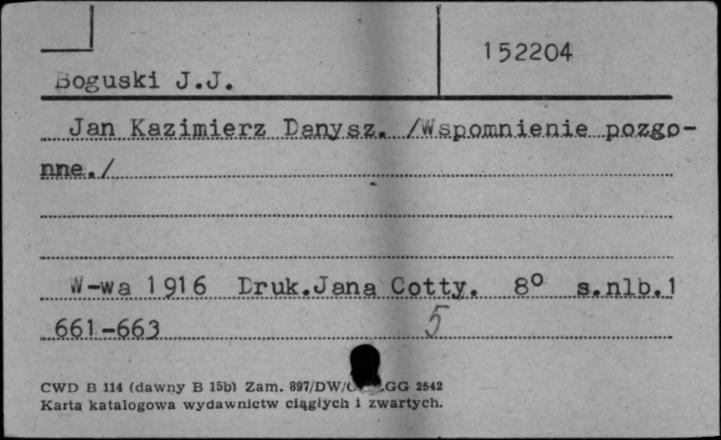 152204
Boguski J.J.
Jan Kazimierz Danysz. /Wspomnienie pozgo-
nne./
W-wa 1916 Druk.Jana Cotty. 8° s.nlb.1
661-663 5
CWD B 114 (dawny B 15b) Zam. 897/DW/ GG 2542
Karta katalogowa wydawnictw ciągłych i zwartych.